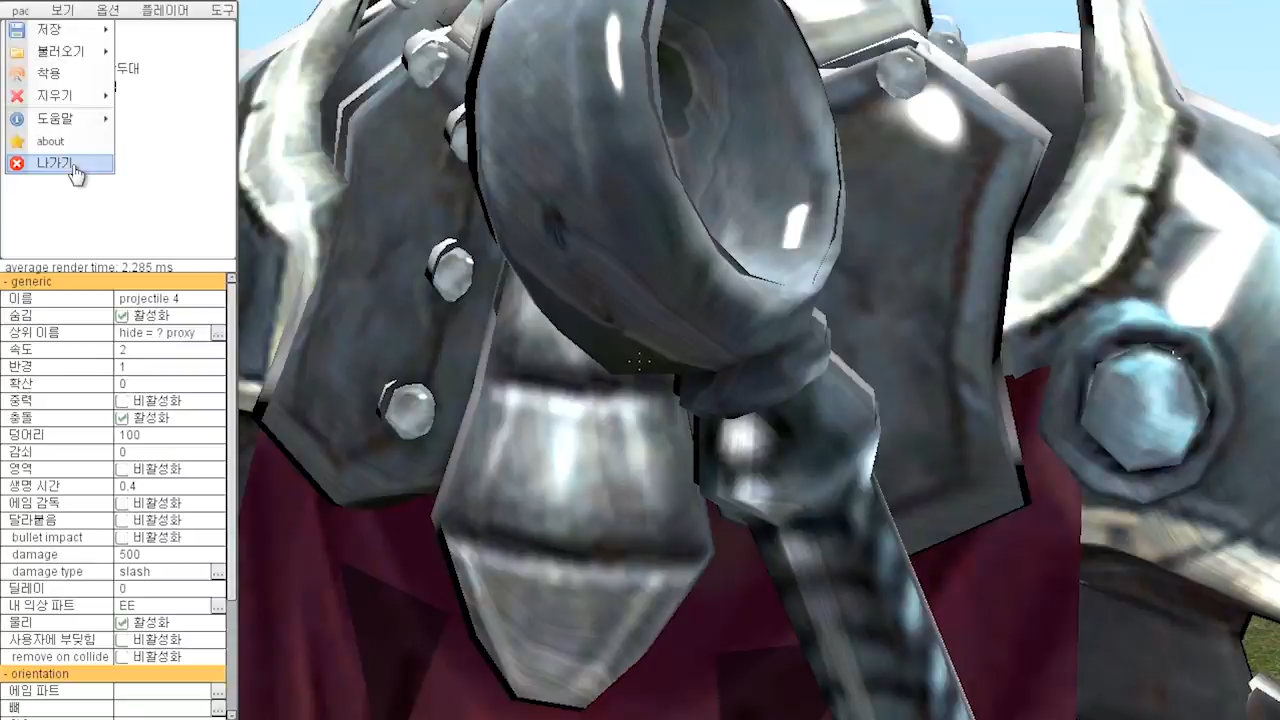 pac 보기 옵션 플레이어 도구
저장
불러오기
착용
두대
지우기
도움말
about
나가기
average render time: 2.285 ms
- generic
이름 projectile 4
숨김 활성화
상위 이름 hide = ? proxy ...
속도 2
반경 1
확산 0
중력 비활성화
충돌 활성화
덩어리 100
감쇠 0
영역 비활성화
생명 시간 0.4
에임 감독 비활성화
달라붙음 비활성화
bullet impact 비활성화
damage 500
damage type slash ...
딜레이 0
내 익상 파트 EE ...
물리 활성화
사용자에 부딪힘 비활성화
remove on collide 비활성화
- orientation
에임 파트 ...
뼈 ...